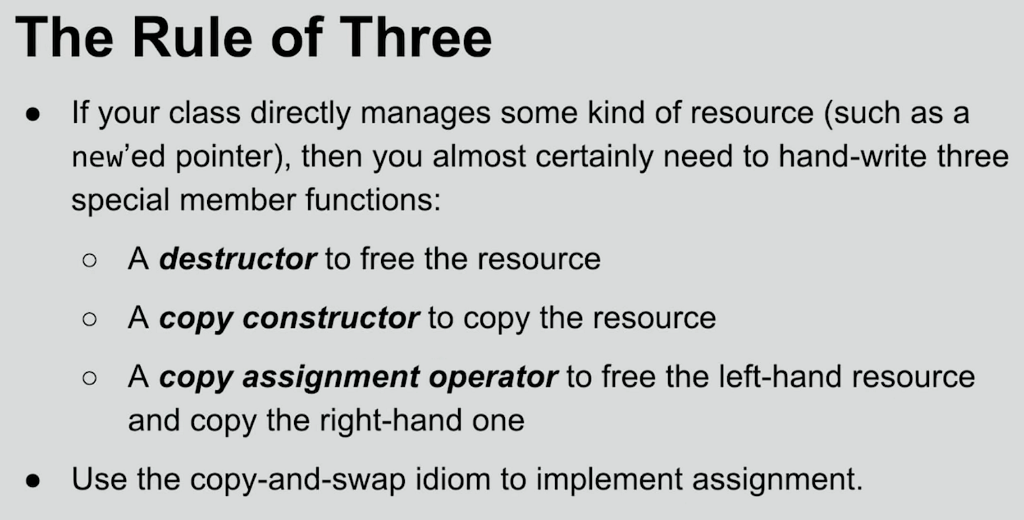 The Rule of Three
● If your class directly manages some kind of resource (such as a
new'ed pointer), then you almost certainly need to hand-write three
special member functions:
○ A destructor to free the resource
○ A copy constructor to copy the resource
○ A copy assignment operator to free the left-hand resource
and copy the right-hand one
● Use the copy-and-swap idiom to implement assignment.